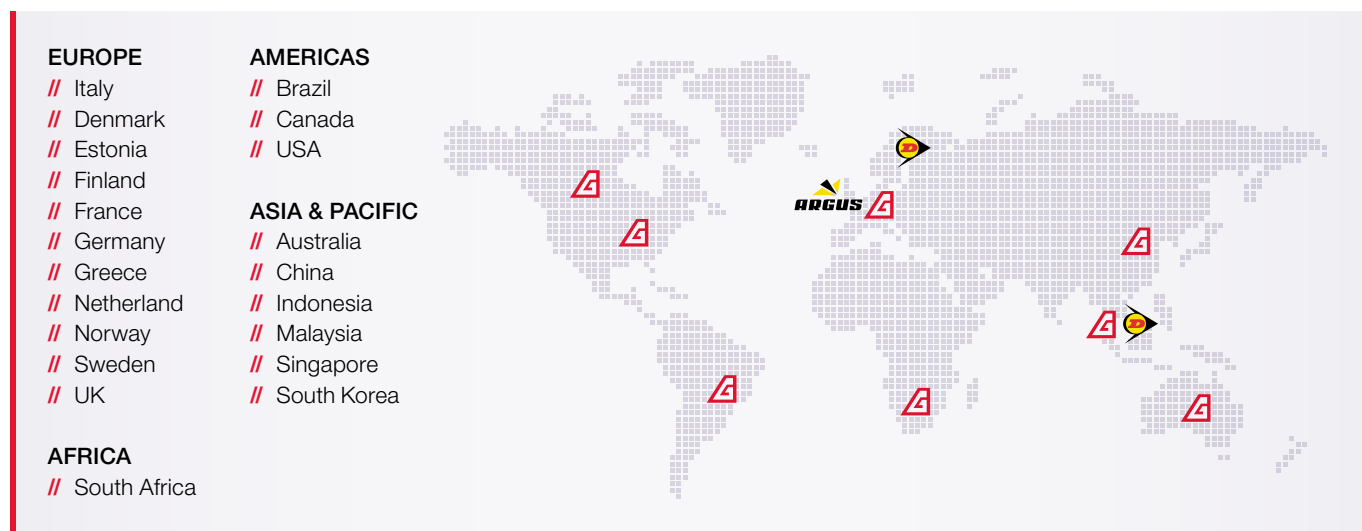 EUROPE
// Italy
// Denmark
// Estonia
// Finland
// France
// Germany
// Greece
// Netherland
// Norway
// Sweden
// UK
AFRICA
// South Africa
AMERICAS
// Brazil
// Canada
// USA
ASIA & PACIFIC
// Australia
// China
// Indonesia
// Malaysia
// Singapore
// South Korea
ARGUS
D
D